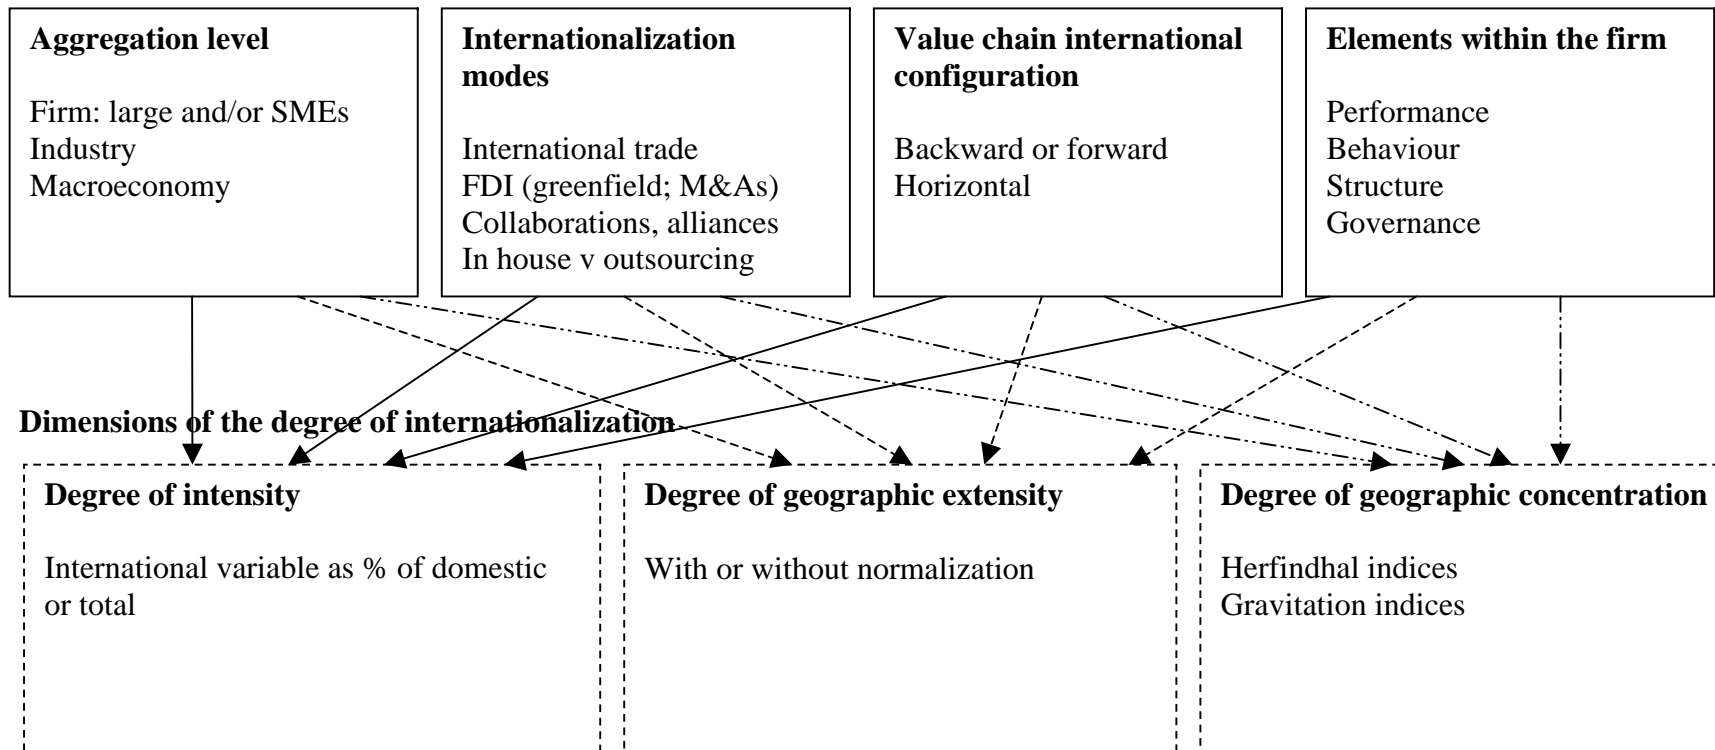 Aggregation level
Firm: large and/or SMEs
Industry
Macroeconomy
Internationalization
modes
International trade
FDI (greenfield; M&As)
Collaborations, alliances
In house v outsourcing
Value chain international
configuration
Backward or forward
Horizontal
Elements within the firm
Performance
Behaviour
Structure
Governance
Dimensions of the degree of internationalization
Degree of intensity
International variable as % of domestic
or total
Degree of geographic extensity
With or without normalization
Degree of geographic concentration
Herfindhal indices
Gravitation indices